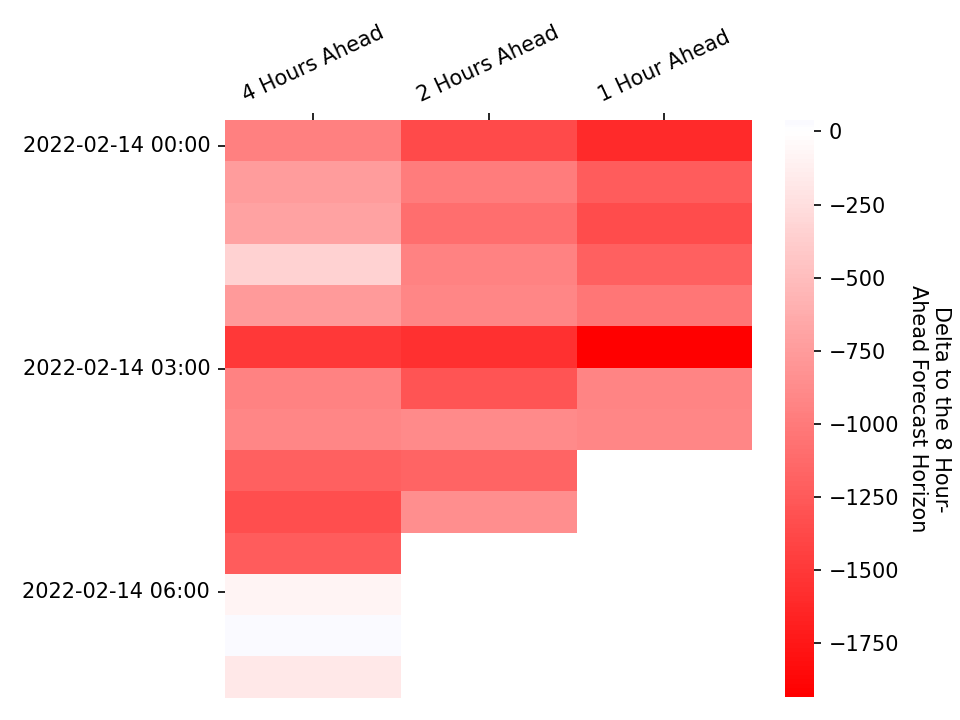 4 Hours Ahead
2 Hours Ahead
1 Hour Ahead
2022-02-14 00:00
2022-02-14 03:00
2022-02-14 06:00
0
−250
−500
−750
−1000
−1250
−1500
−1750
Delta to the 8 Hour-
Ahead Forecast Horizon